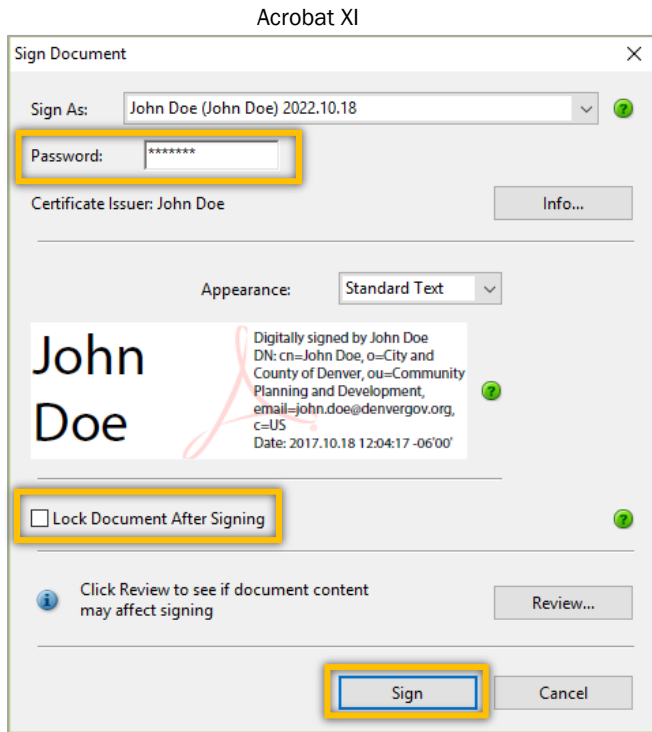 Acrobat XI
Sign Document
Sign As: John Doe (John Doe) 2022.10.18
Password: *******
Certificate Issuer: John Doe Info...
Appearance: Standard Text
John
Doe
Digitally signed by John Doe
DN: cn=John Doe, o=City and
County of Denver, ou=Community
Planning and Development,
email=john.doe@denvergov.org,
c=US
Date: 2017.10.18 12:04:17 -06'00'
Lock Document After Signing
Click Review to see if document content
may affect signing
Review...
Sign Cancel